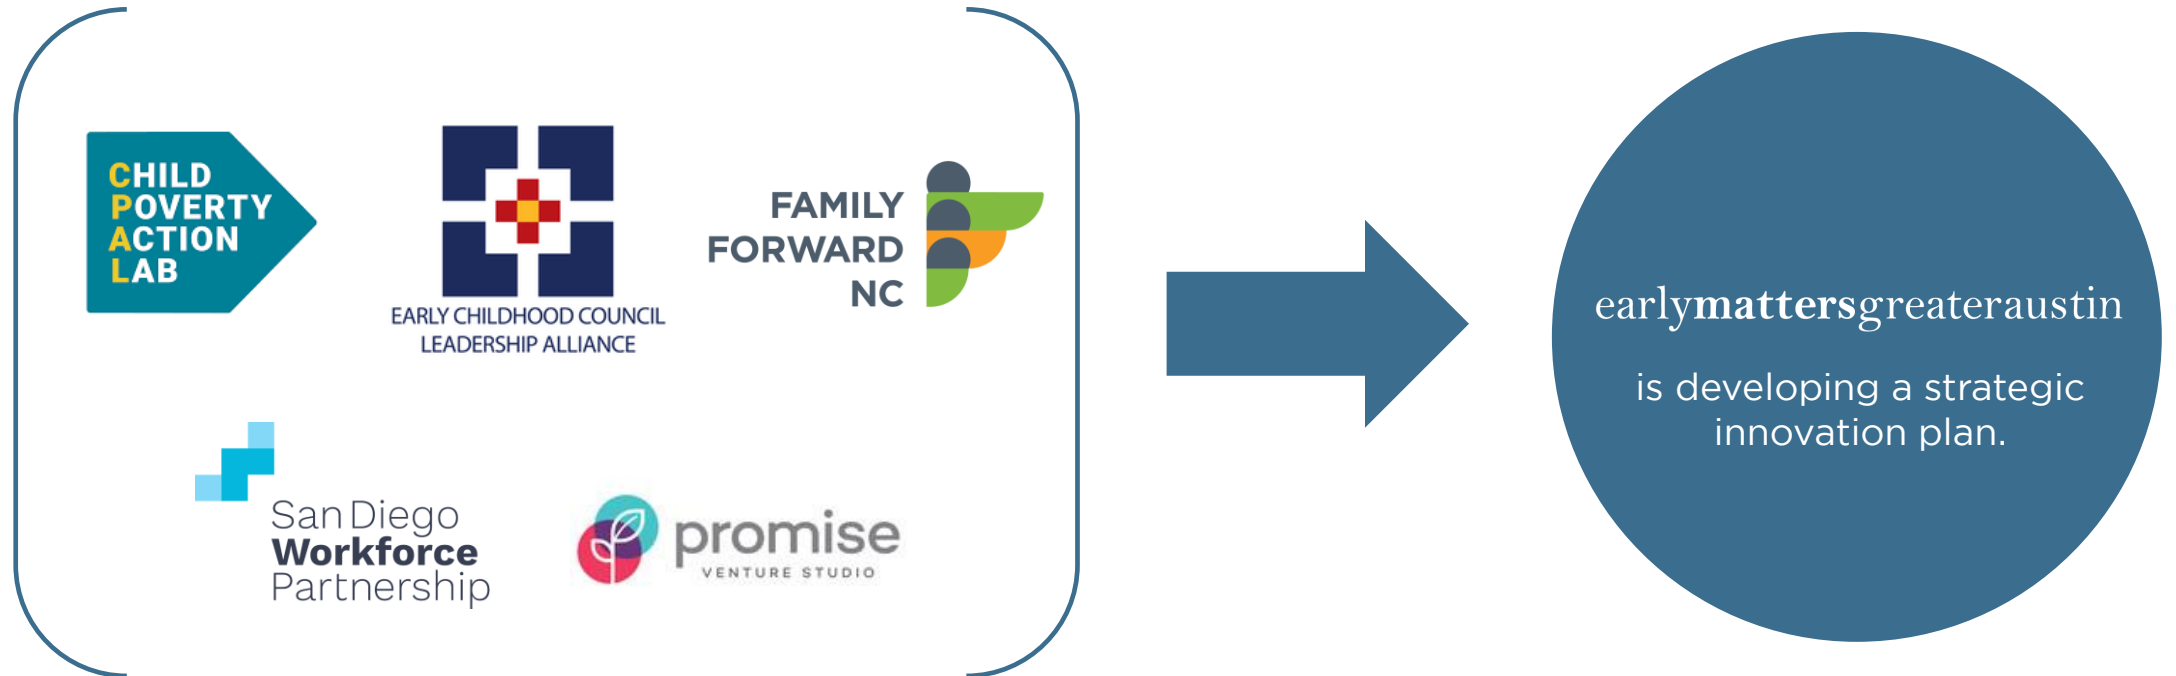 CHILD
POVERTY
ACTION
LAB
EARLY CHILDHOOD COUNCIL
LEADERSHIP ALLIANCE
FAMILY
FORWARD
NC
San Diego
Workforce
Partnership
promise
VENTURE STUDIO
earlymattersgreateraustin
is developing a strategic
innovation plan.